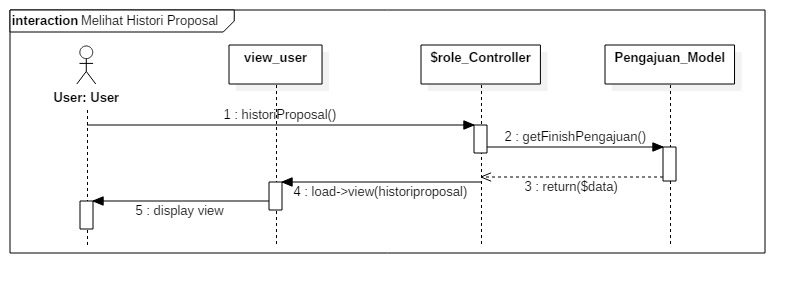 interaction Melihat Histori Proposal
view_user
$role_Controller
Pengajuan_Model
User: User
1 : historiProposal()
2 : getFinishPengajuan()
3 : return($data)
4 : load->view(historiproposal)
5 : display view